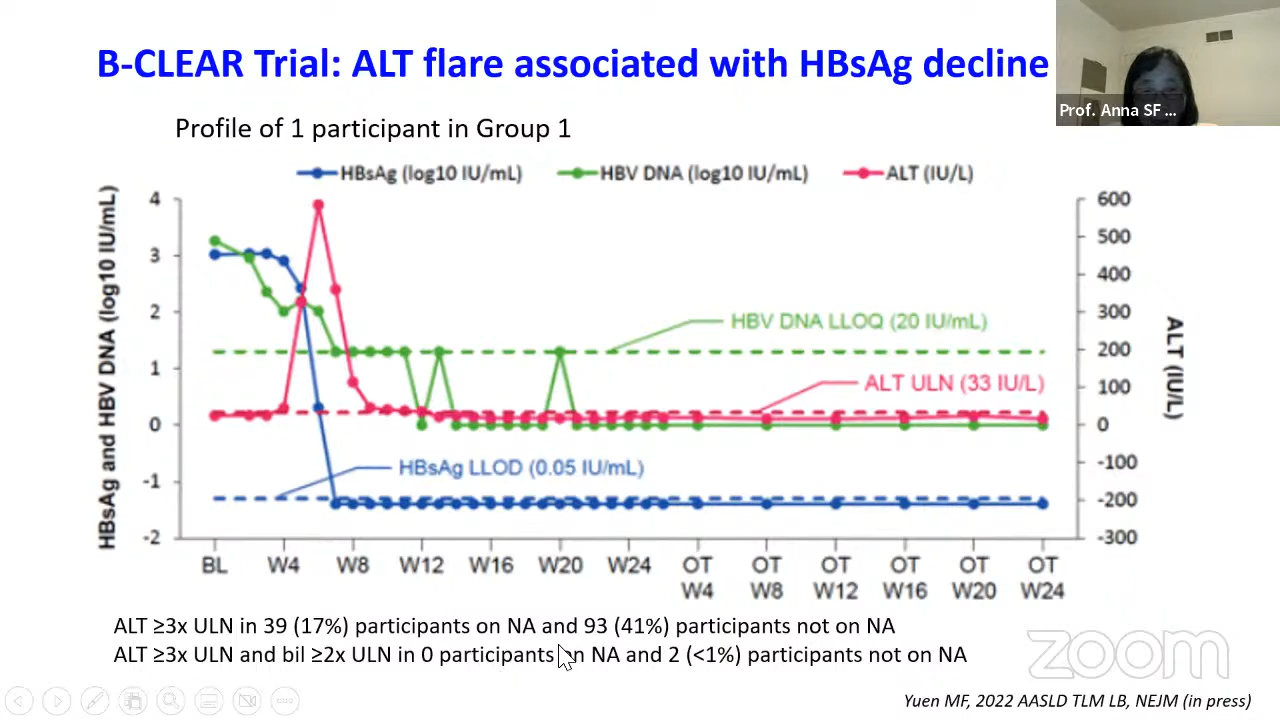 B-CLEAR Trial: ALT flare associated with HBsAg decline
Prof. Anna SF ...
Profile of 1 participant in Group 1
HBsAg (log10 IU/mL) HBV DNA (log10 IU/mL) ALT (IU/L)
HBsAg and HBV DNA (log10 IU/mL)
4
3
2
1
0
-1
-2
600
500
400
300
200
100
0
-100
-200
-300
ALT (IU/L)
HBV DNA LLOQ (20 IU/mL)
ALT ULN (33 IU/L)
HBsAg LLOD (0.05 IU/mL)
BL W4 W8 W12 W16 W20 W24 OT OT OT OT OT OT
W4 W8 W12 W16 W20 W24
ALT ≥3x ULN in 39 (17%) participants on NA and 93 (41%) participants not on NA
ALT ≥3x ULN and bil ≥2x ULN in 0 participants on NA and 2 (<1%) participants not on NA
zoom
Yuen MF, 2022 AASLD TLM LB, NEJM (in press)